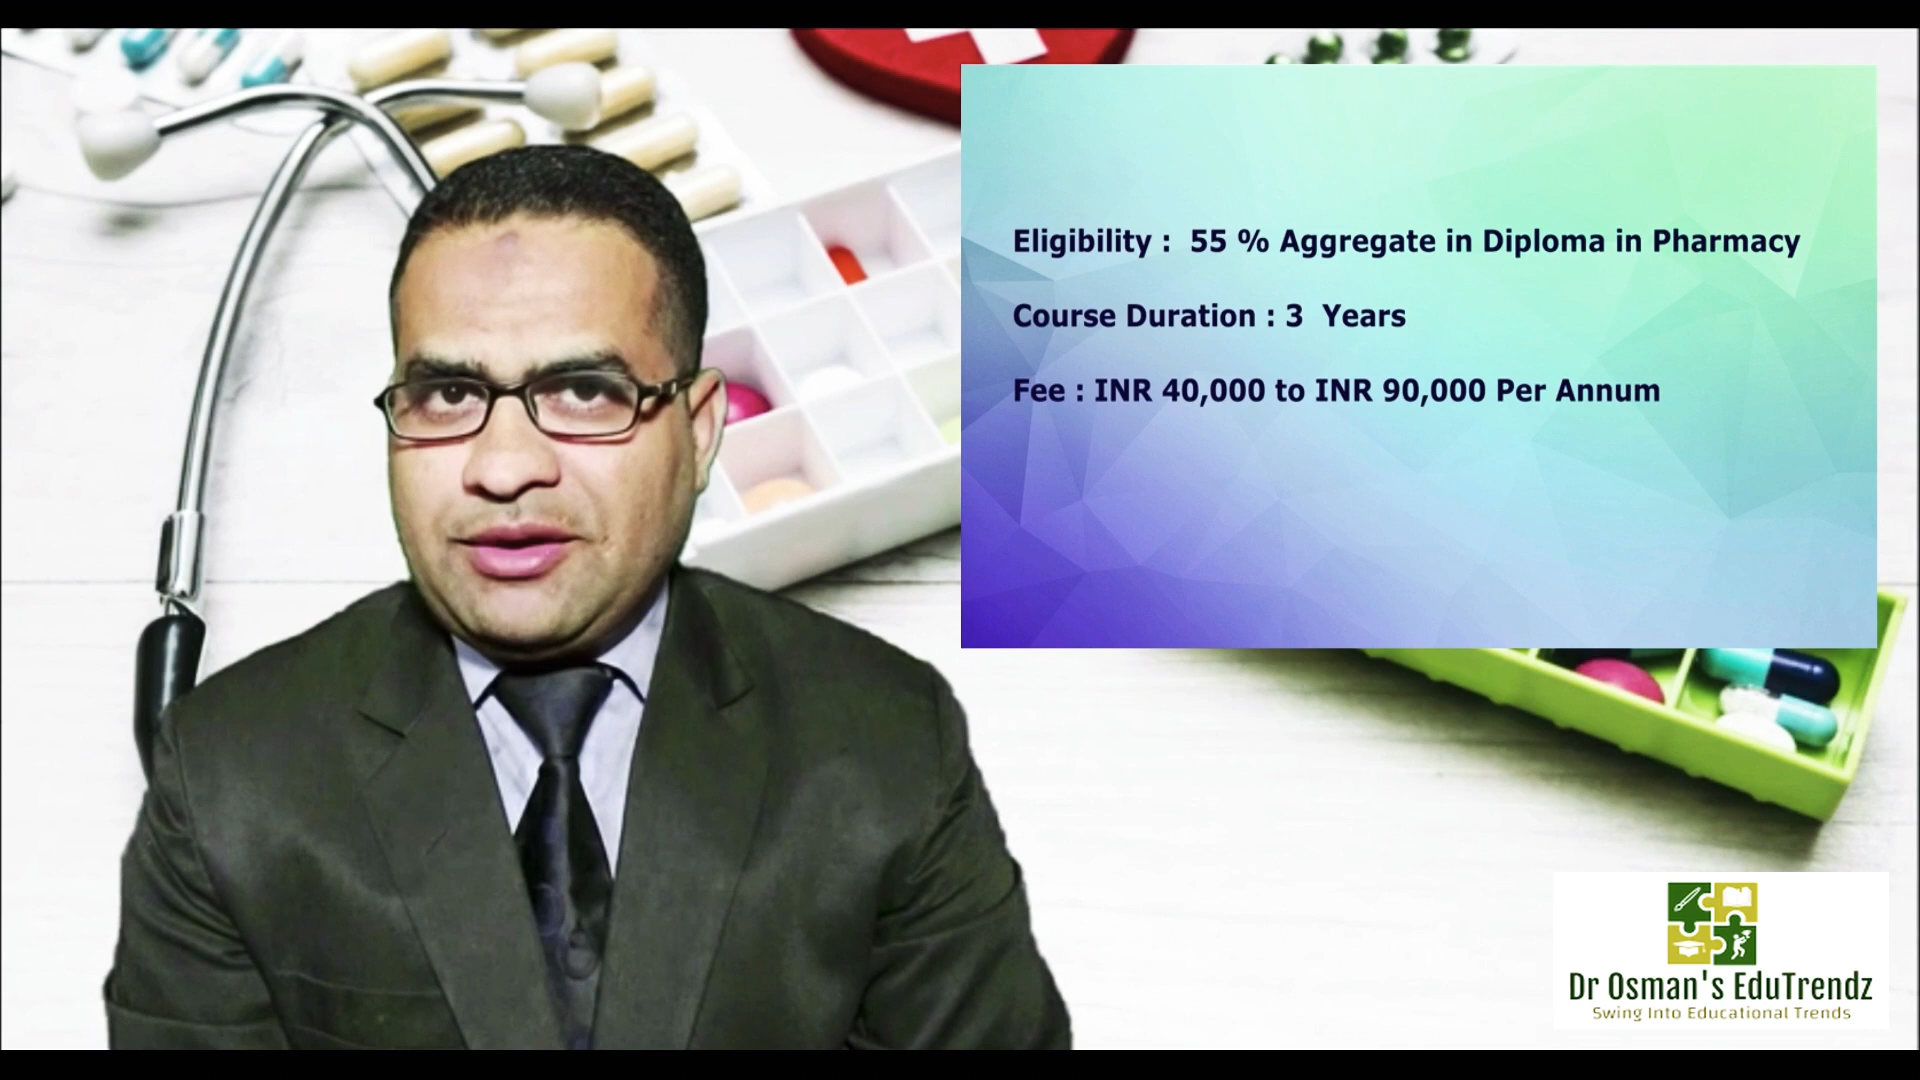 Eligibility : 55 % Aggregate in Diploma in Pharmacy
Course Duration : 3 Years
Fee : INR 40,000 to INR 90,000 Per Annum
Dr Osman's EduTrendz
Swing Into Educational Trends